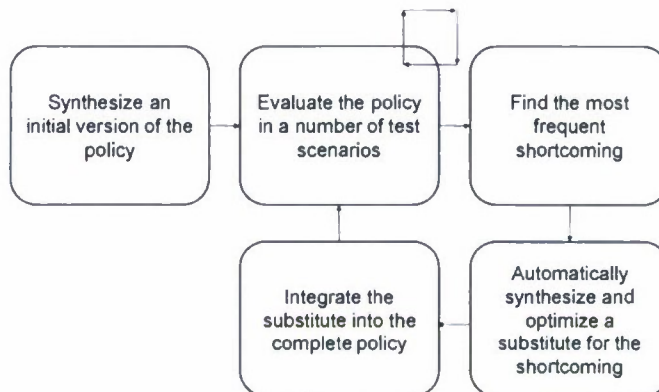 Synthesize an
initial version of the
policy
Evaluate the policy
in a number of test
scenarios
Find the most
frequent
shortcoming
Automatically
synthesize and
optimize a
substitute for the
shortcoming
Integrate the
substitute into the
complete policy